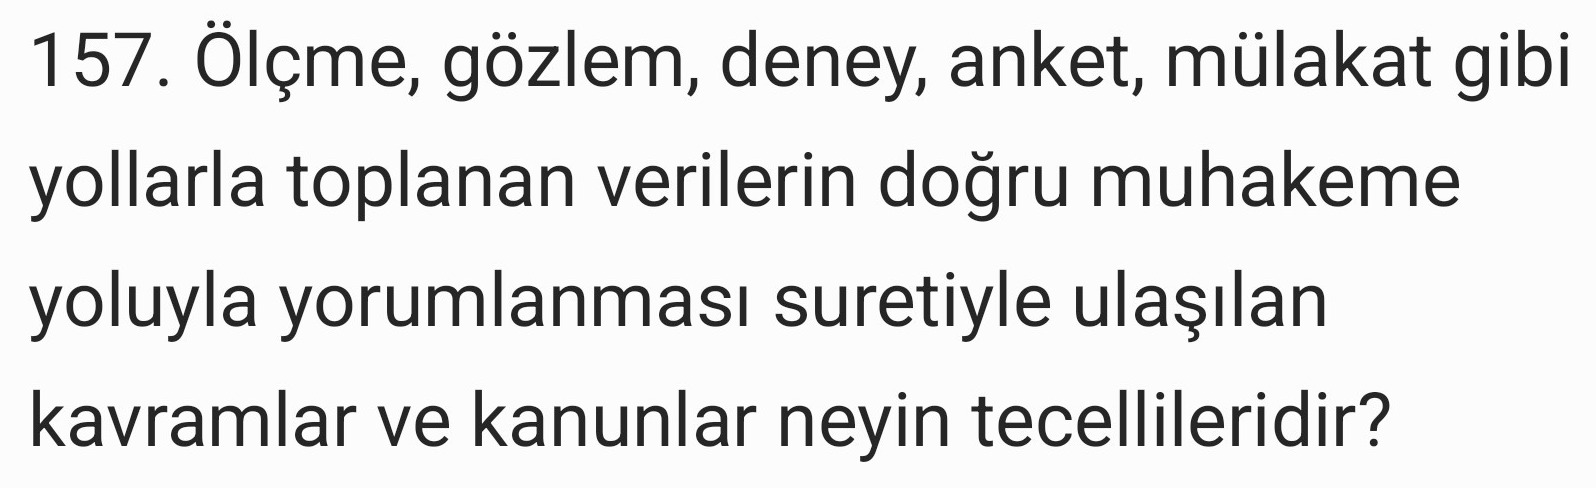 157. Ölçme, gözlem, deney, anket, mülakat gibi
yollarla toplanan verilerin doğru muhakeme
yoluyla yorumlanması suretiyle ulaşılan
kavramlar ve kanunlar neyin tecellileridir?